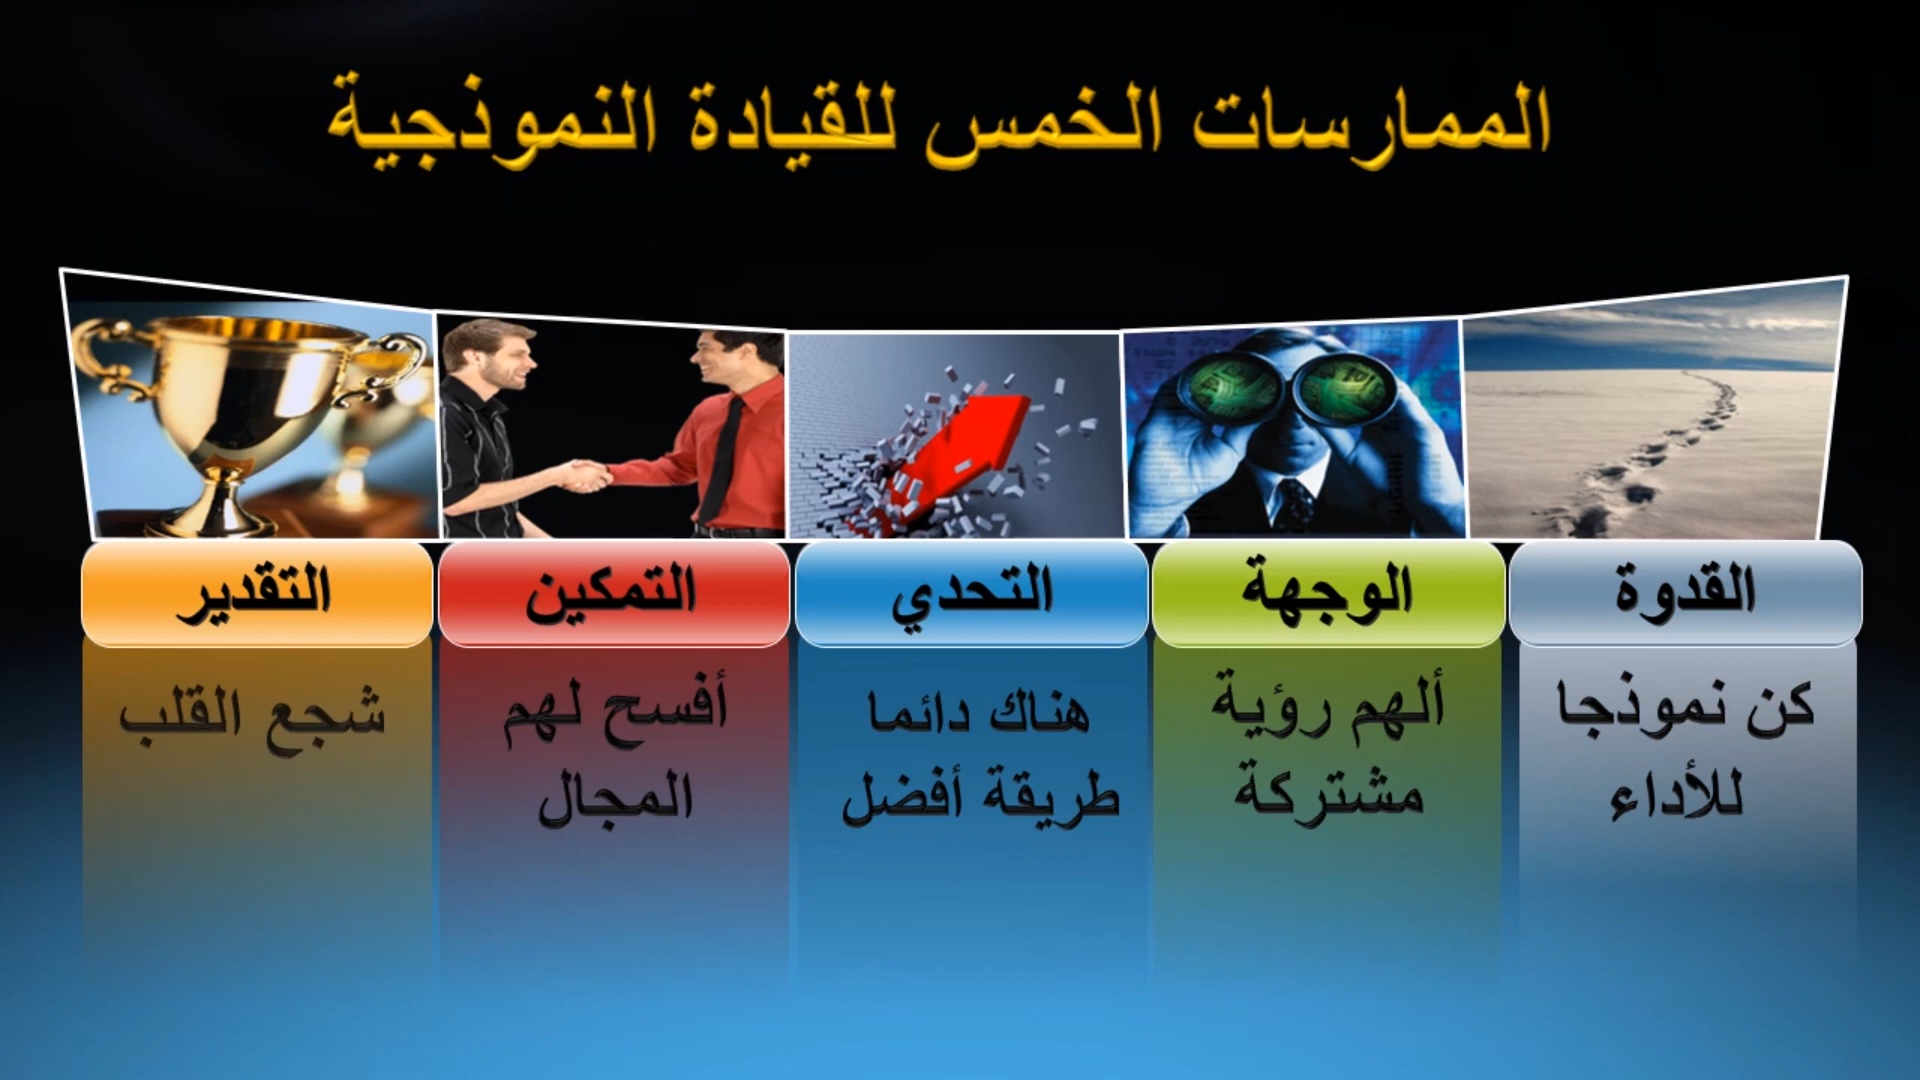 الممارسات الخمس للقيادة النموذجية
القدوة
كن نموذجا
للأداء
الوجهة
ألهم رؤية
مشتركة
التحدي
هناك دائما
طريقة أفضل
التمكين
أفسح لهم
المجال
التقدير
شجع القلب